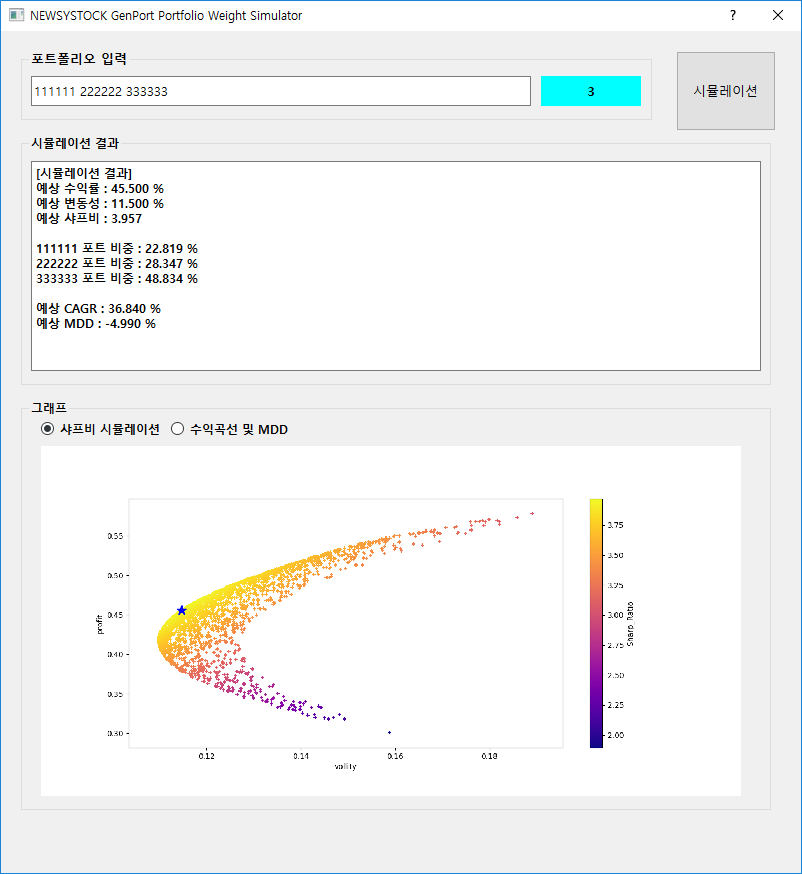 NEWSYSTOCK GenPort Portfolio Weight Simulator
?
포트폴리오 입력
111111 222222 333333
3
시뮬레이션
시뮬레이션 결과
[시뮬레이션 결과]
예상 수익률 : 45.500 %
예상 변동성 : 11.500 %
예상 샤프비 : 3.957
111111 포트 비중 : 22.819 %
222222 포트 비중 : 28.347 %
333333 포트 비중 : 48.834 %
예상 CAGR : 36.840 %
예상 MDD : -4.990 %
그래프
샤프비 시뮬레이션
수익곡선 및 MDD
profit
0.55
0.50
0.45
0.40
0.35
0.30
0.12
0.14
0.16
0.18
volity
3.75
3.50
3.25
3.00
2.75
2.50
2.25
2.00
Sharp_Ratio